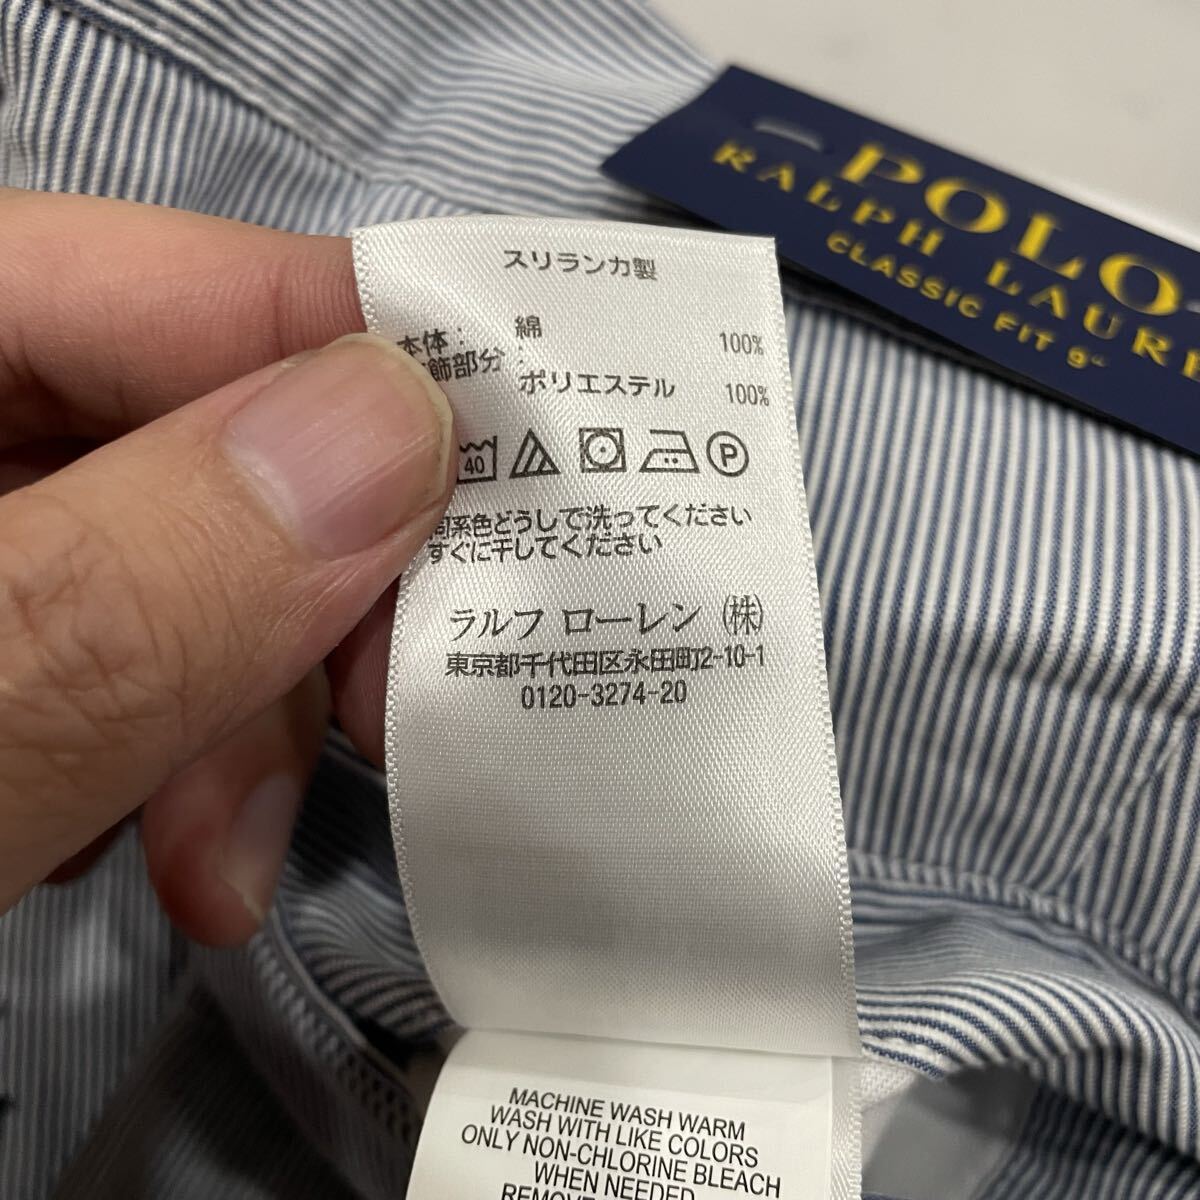 POLO
RALPH LAURE
CLASSIC FIT 9"
スリランカ製
本体: 綿 100%
飾部分: ポリエステル 100%
40 P
同系色どうしで洗ってください
すぐに干してください
ラルフ ローレン ㈱
東京都千代田区永田町2-10-1
0120-3274-20
MACHINE WASH WARM
WASH WITH LIKE COLORS
ONLY NON-CHLORINE BLEACH
WHEN NEEDED